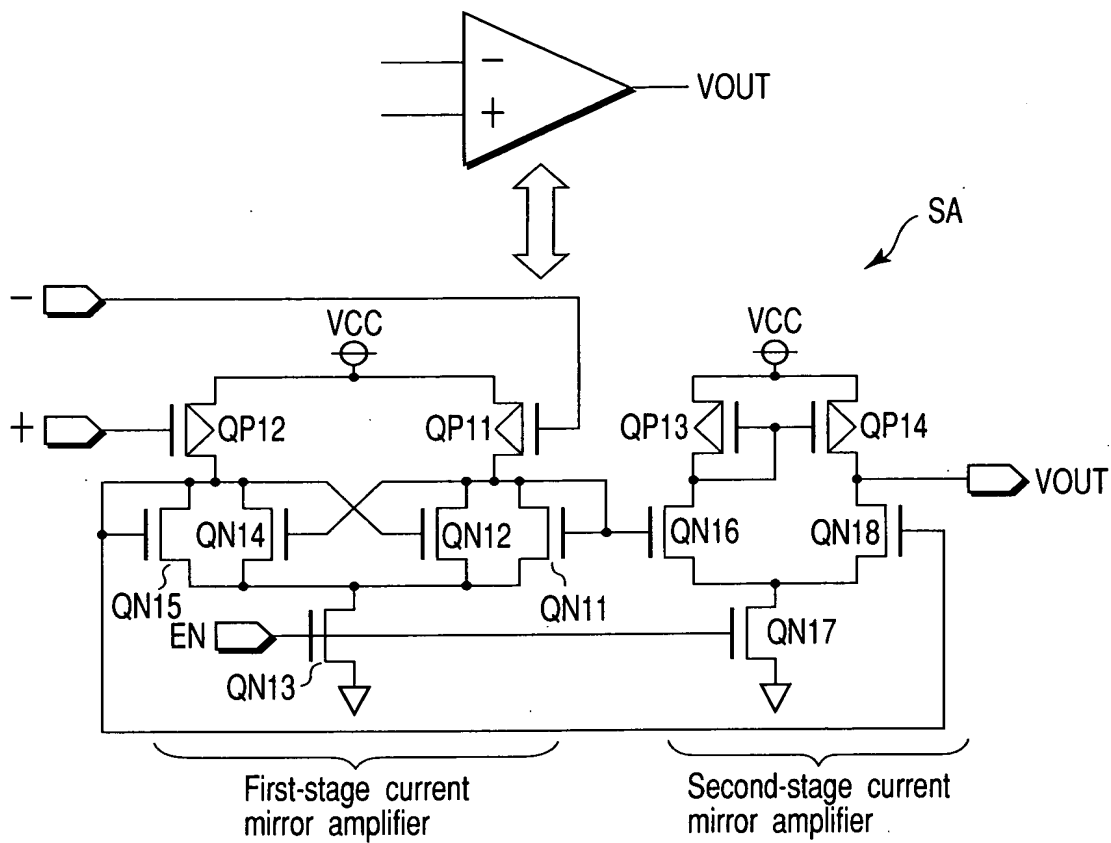 −
+
VOUT
SA
−
VCC
VCC
+
QP12
QP11
QP13
QP14
VOUT
QN14
QN12
QN16
QN18
QN15
QN11
EN
QN17
QN13
First-stage current
mirror amplifier
Second-stage current
mirror amplifier